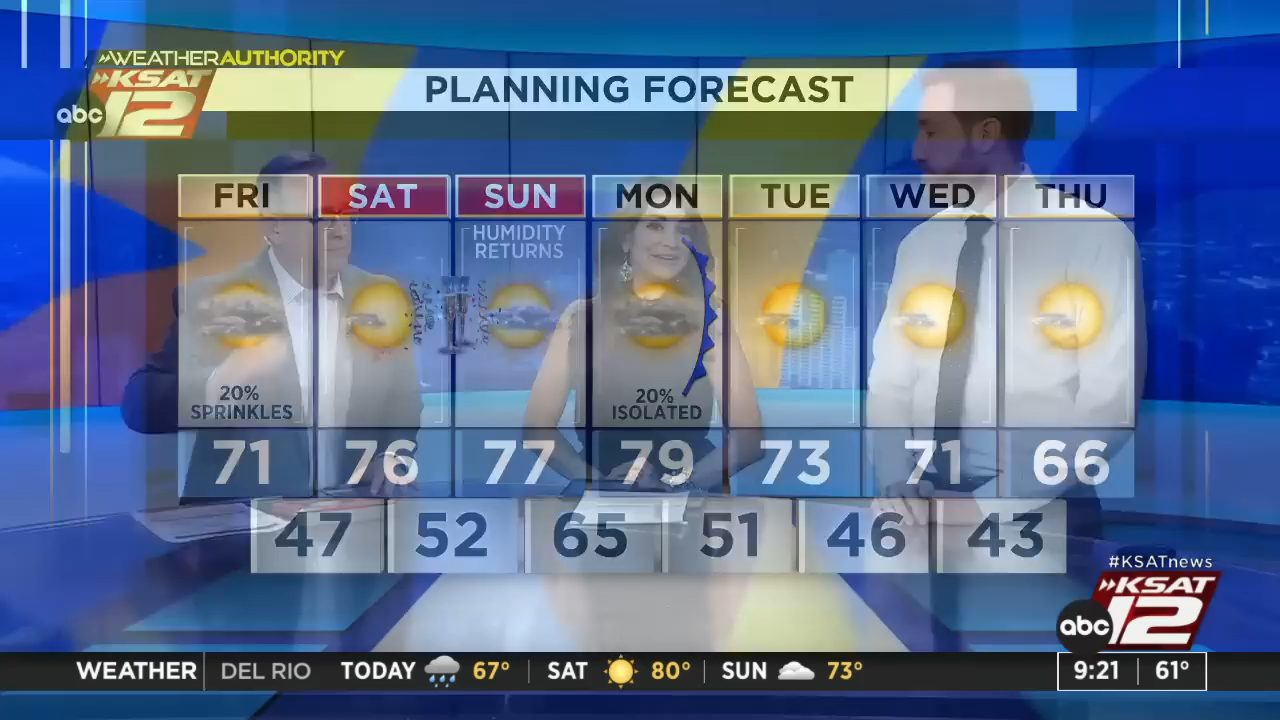 WEATHERAUTHORITY
KSAT
abc 12
PLANNING FORECAST
FRI SAT SUN MON TUE WED THU
HUMIDITY
RETURNS
20%
SPRINKLES
20%
ISOLATED
71 76 77 79 73 71 66
47 52 65 51 46 43
#KSATnews
KSAT
abc 12
WEATHER DEL RIO TODAY 67° SAT 80° SUN 73° 9:21 61°